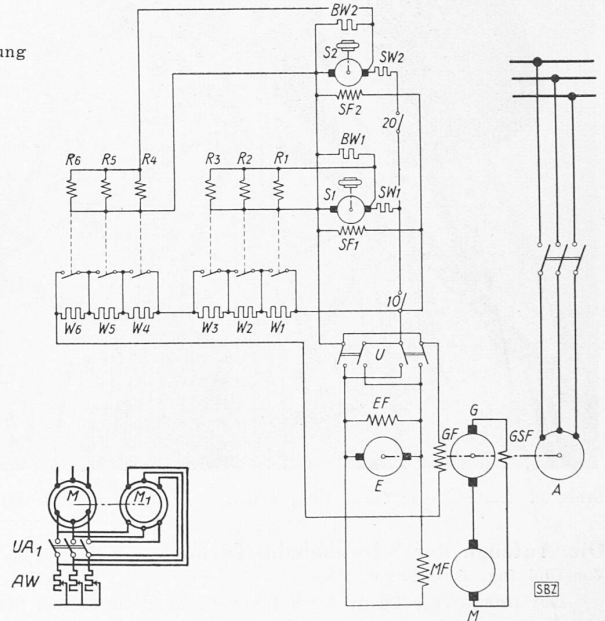 ung
BW2
S2
SW2
SF2
20
BW1
R6 R5 R4 R3 R2 R1
S1
SW1
SF1
10
W6 W5 W4 W3 W2 W1
U
EF
G
GF
GSF
E
A
M M1
UA1
MF
AW
SBZ
M